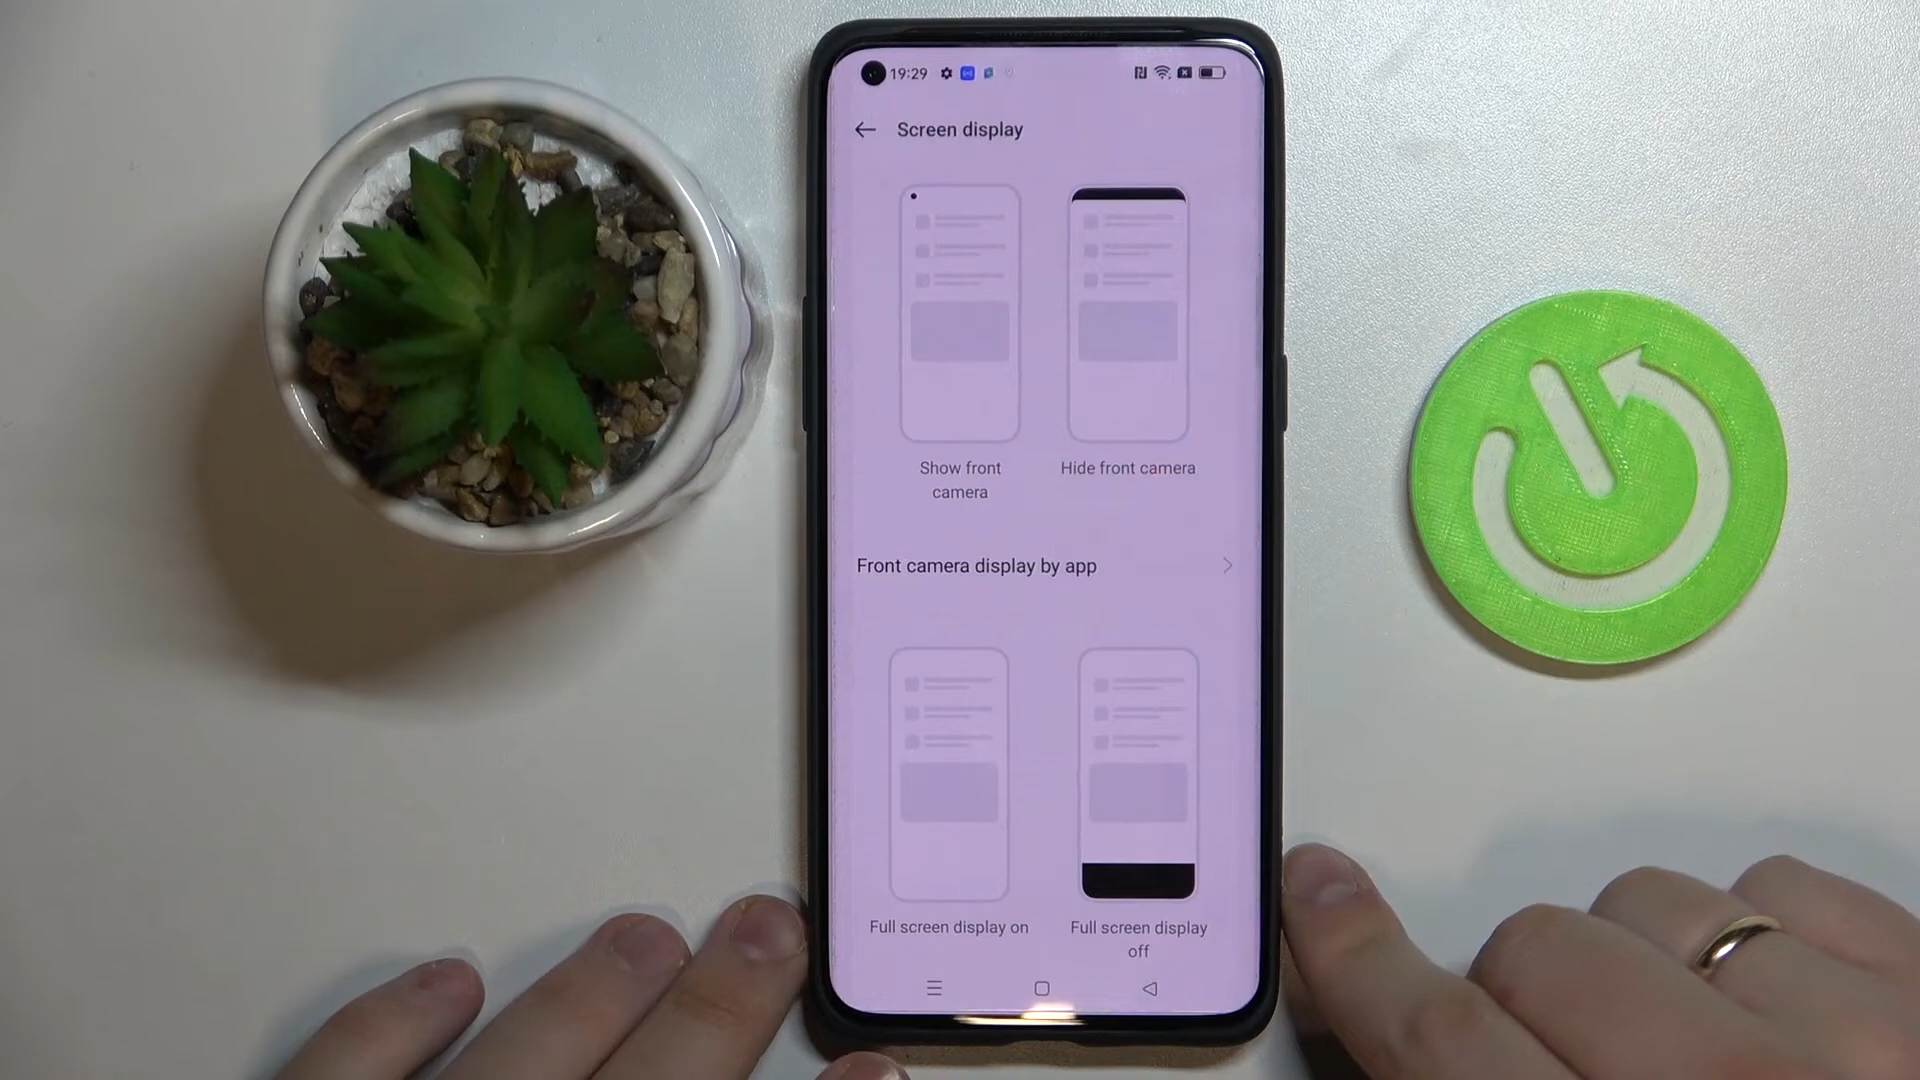 19:29
Screen display
Show front
camera
Hide front camera
Front camera display by app
Full screen display on
Full screen display
off